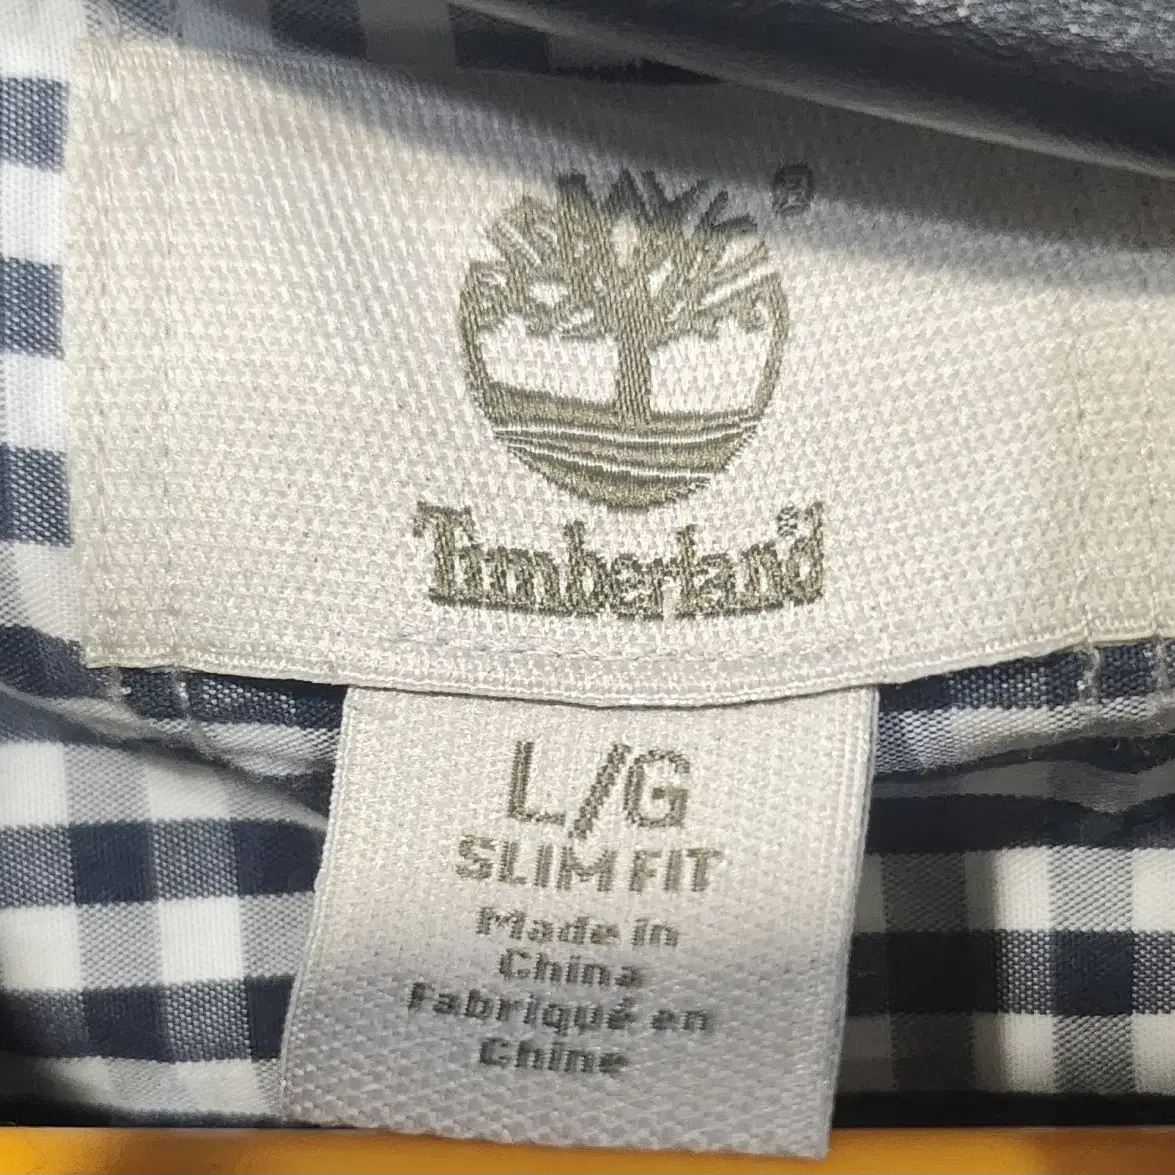 ®
Timberland®
L/G
SLIM FIT
Made in
China
Fabriqué en
Chine